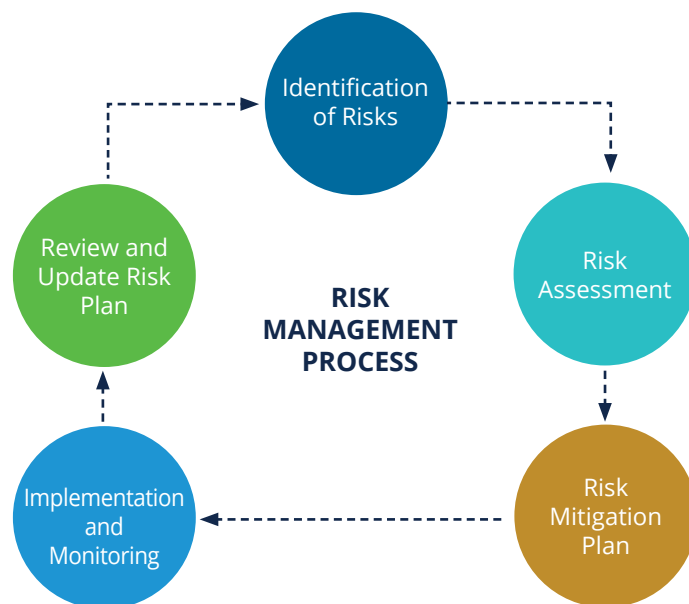 Identification
of Risks
Risk
Assessment
Risk
Mitigation
Plan
Implementation
and
Monitoring
Review and
Update Risk
Plan
RISK
MANAGEMENT
PROCESS